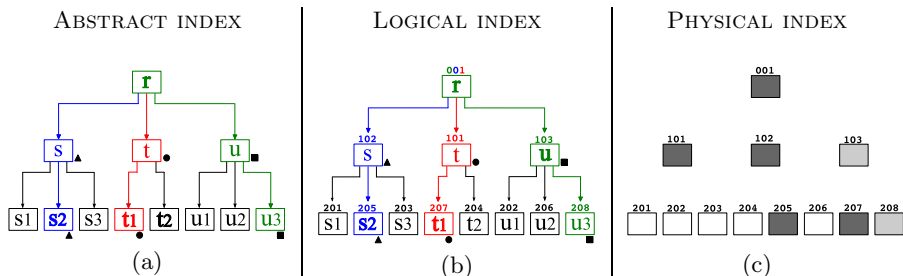 ABSTRACT INDEX
r
s t u
s1 s2 s3 t1 t2 u1 u2 u3
(a)
LOGICAL INDEX
001
r
102 101 103
s t u
201 205 203 207 204 202 206 208
s1 s2 s3 t1 t2 u1 u2 u3
(b)
PHYSICAL INDEX
001
101 102 103
201 202 203 204 205 206 207 208
(c)